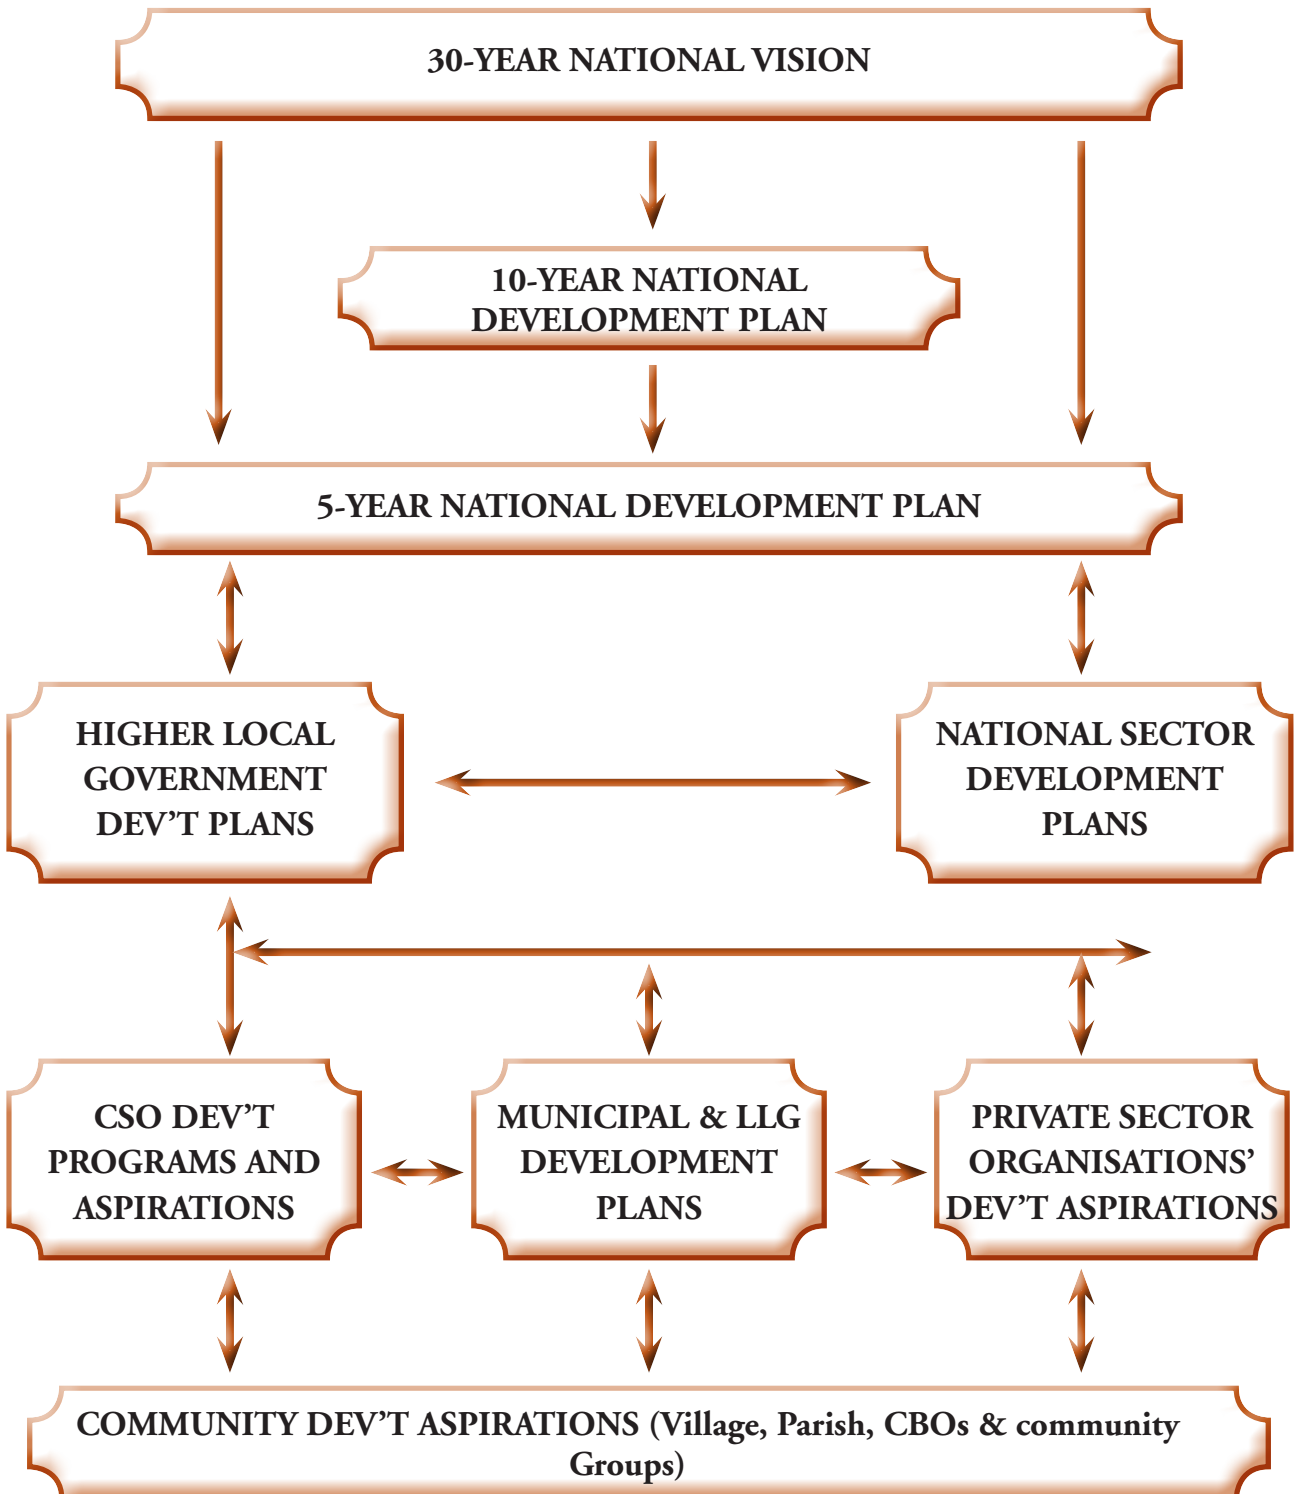 30-YEAR NATIONAL VISION
10-YEAR NATIONAL
DEVELOPMENT PLAN
5-YEAR NATIONAL DEVELOPMENT PLAN
HIGHER LOCAL
GOVERNMENT
DEV’T PLANS
NATIONAL SECTOR
DEVELOPMENT
PLANS
CSO DEV’T
PROGRAMS AND
ASPIRATIONS
MUNICIPAL & LLG
DEVELOPMENT
PLANS
PRIVATE SECTOR
ORGANISATIONS’
DEV’T ASPIRATIONS
COMMUNITY DEV’T ASPIRATIONS (Village, Parish, CBOs & community
Groups)